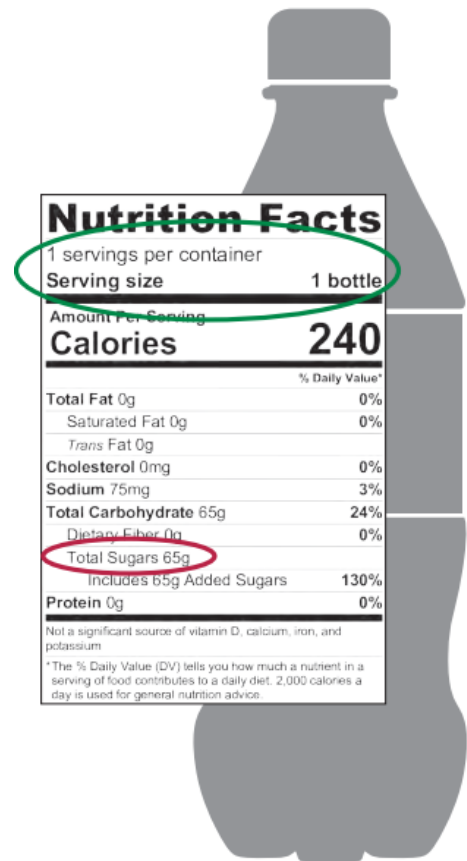 Nutrition Facts
1 servings per container
Serving size 1 bottle
Amount Per Serving
Calories 240
% Daily Value*
Total Fat 0g 0%
Saturated Fat 0g 0%
Trans Fat 0g
Cholesterol 0mg 0%
Sodium 75mg 3%
Total Carbohydrate 65g 24%
Dietary Fiber 0g 0%
Total Sugars 65g
Includes 65g Added Sugars 130%
Protein 0g 0%
Not a significant source of vitamin D, calcium, iron, and
potassium
*The % Daily Value (DV) tells you how much a nutrient in a
serving of food contributes to a daily diet. 2,000 calories a
day is used for general nutrition advice.